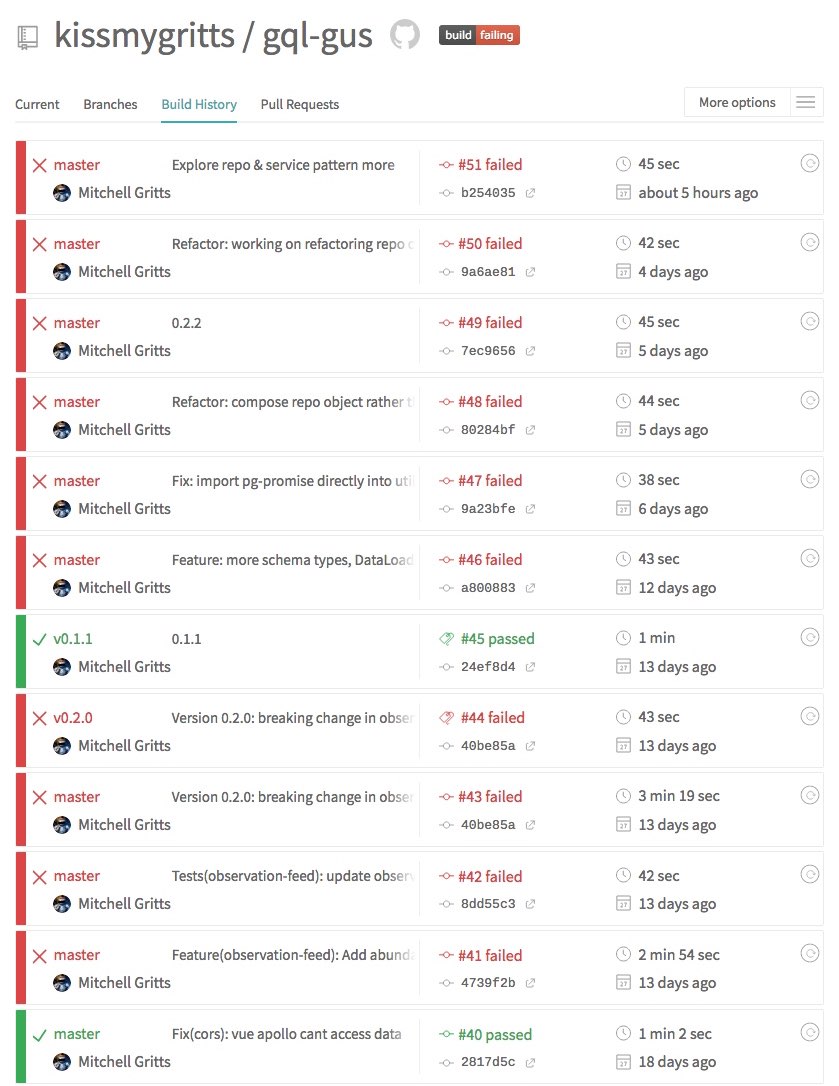 kissmygritts / gql-gus build failing
Current Branches Build History Pull Requests More options
master Explore repo & service pattern more #51 failed 45 sec
Mitchell Gritts b254035 about 5 hours ago
master Refactor: working on refactoring repo #50 failed 42 sec
Mitchell Gritts 9a6ae81 4 days ago
master 0.2.2 #49 failed 45 sec
Mitchell Gritts 7ec9656 5 days ago
master Refactor: compose repo object rather #48 failed 44 sec
Mitchell Gritts 80284bf 5 days ago
master Fix: import pg-promise directly into #47 failed 38 sec
Mitchell Gritts 9a23bfe 6 days ago
master Feature: more schema types, DataLoad #46 failed 43 sec
Mitchell Gritts a800883 12 days ago
v0.1.1 0.1.1 #45 passed 1 min
Mitchell Gritts 24ef8d4 13 days ago
v0.2.0 Version 0.2.0: breaking change in obser #44 failed 43 sec
Mitchell Gritts 40be85a 13 days ago
master Version 0.2.0: breaking change in obser #43 failed 3 min 19 sec
Mitchell Gritts 40be85a 13 days ago
master Tests(observation-feed): update observ #42 failed 42 sec
Mitchell Gritts 8dd55c3 13 days ago
master Feature(observation-feed): Add abunda #41 failed 2 min 54 sec
Mitchell Gritts 4739f2b 13 days ago
master Fix(cors): vue apollo cant access data #40 passed 1 min 2 sec
Mitchell Gritts 2817d5c 18 days ago